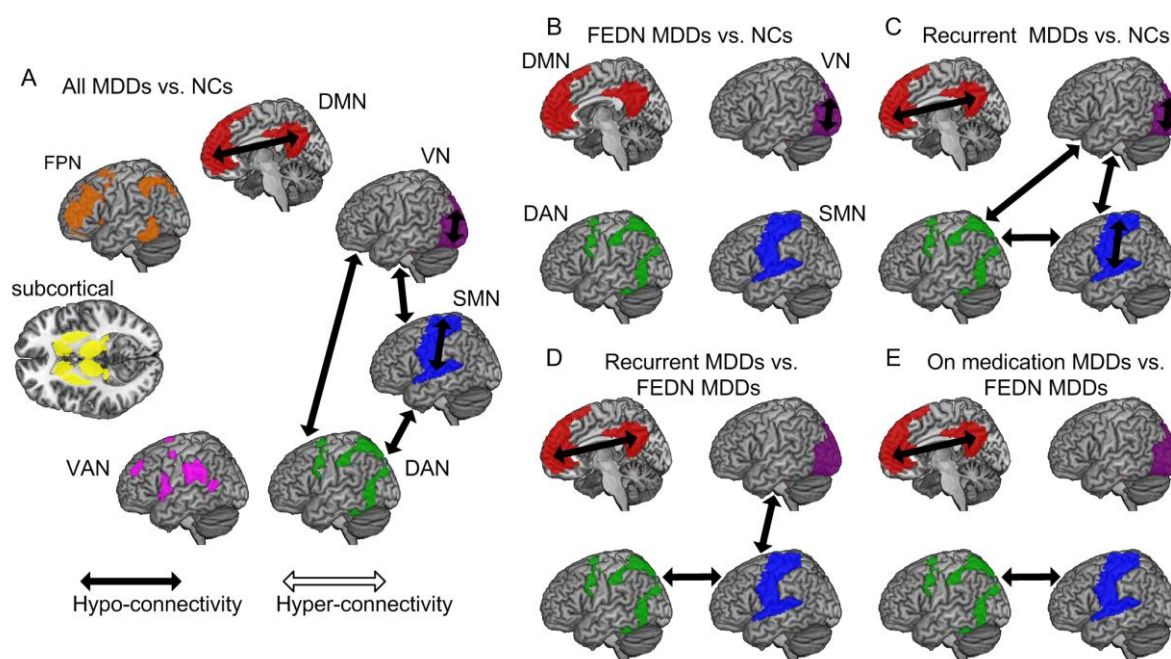 A
All MDDs vs. NCs
DMN
FPN
VN
subcortical
SMN
VAN
DAN
Hypo-connectivity
Hyper-connectivity
B
FEDN MDDs vs. NCs
DMN
VN
DAN
SMN
C
Recurrent MDDs vs. NCs
D
Recurrent MDDs vs.
FEDN MDDs
E
On medication MDDs vs.
FEDN MDDs